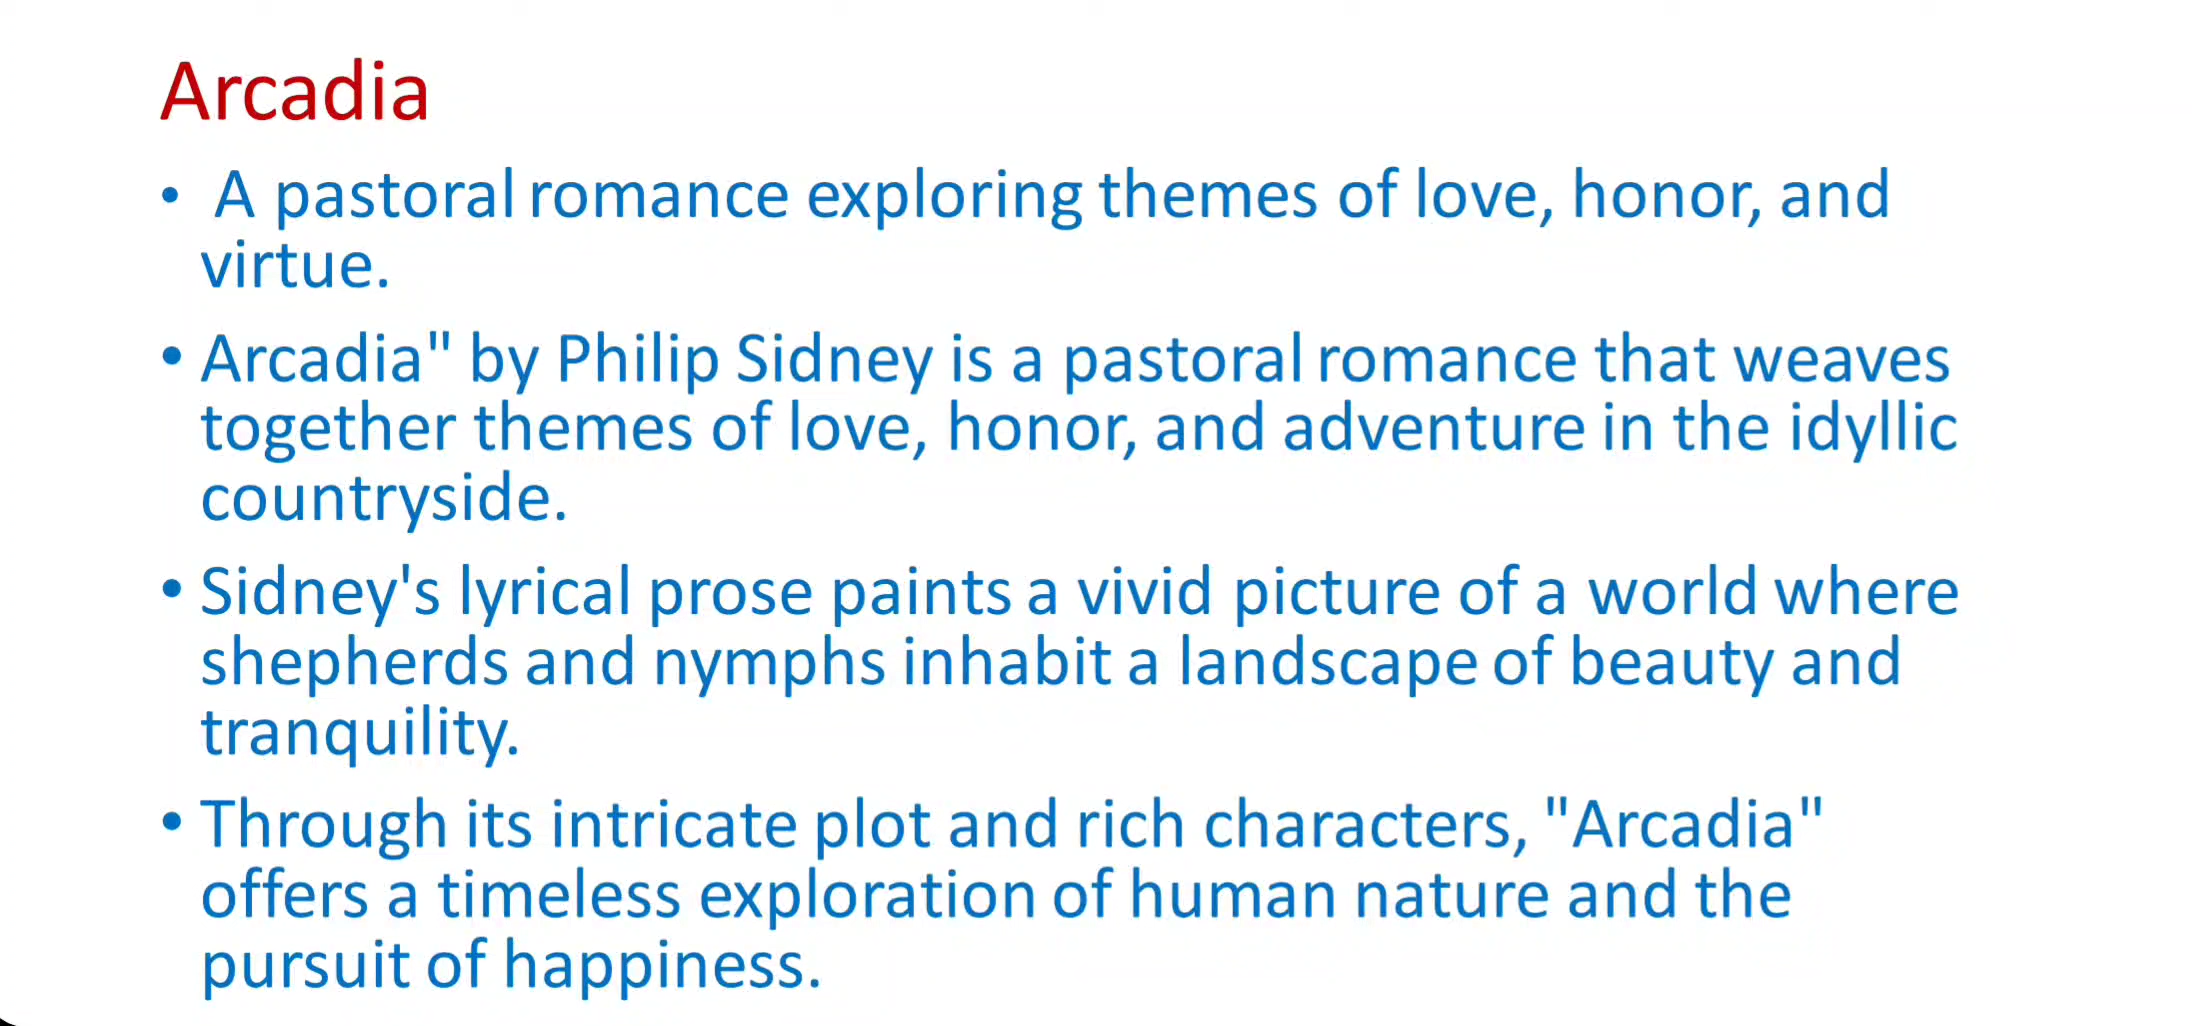 Arcadia
• A pastoral romance exploring themes of love, honor, and
virtue.
• Arcadia" by Philip Sidney is a pastoral romance that weaves
together themes of love, honor, and adventure in the idyllic
countryside.
• Sidney's lyrical prose paints a vivid picture of a world where
shepherds and nymphs inhabit a landscape of beauty and
tranquility.
• Through its intricate plot and rich characters, "Arcadia"
offers a timeless exploration of human nature and the
pursuit of happiness.